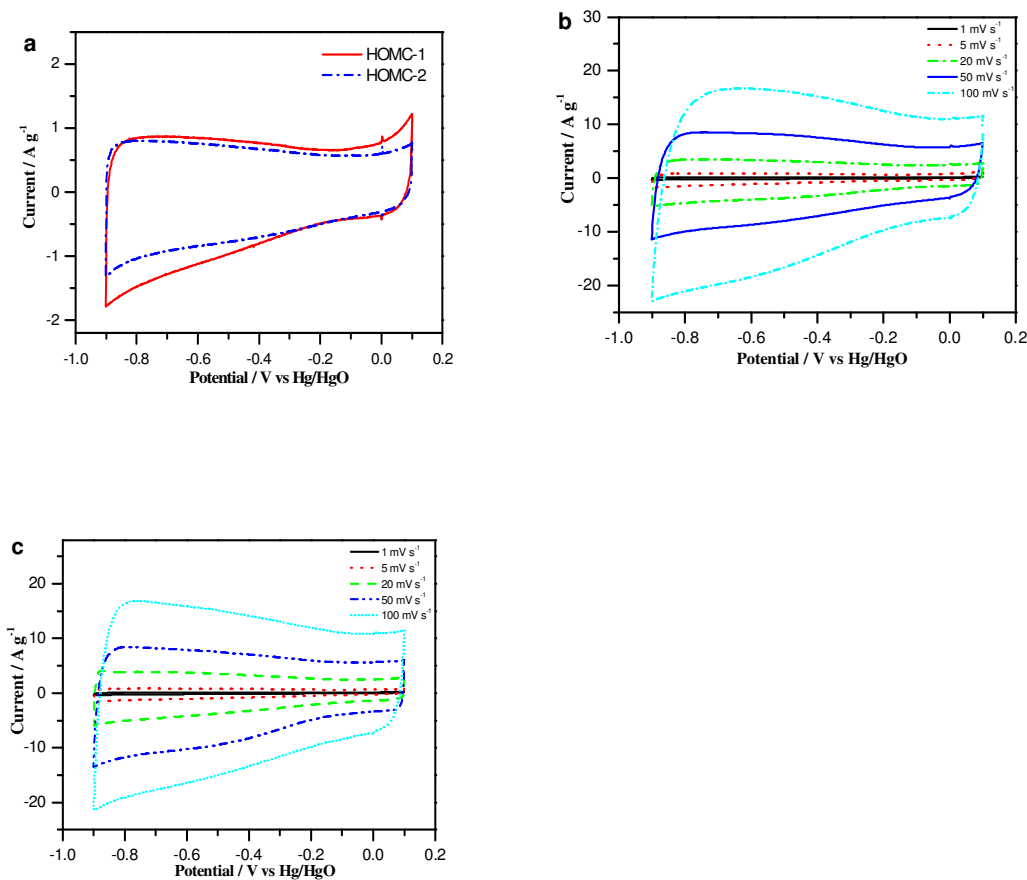 a
HOMC-1
HOMC-2
2
1
0
-1
-2
Current / A g⁻¹
-1.0 -0.8 -0.6 -0.4 -0.2 0.0 0.2
Potential / V vs Hg/HgO
b
1 mV s⁻¹
5 mV s⁻¹
20 mV s⁻¹
50 mV s⁻¹
100 mV s⁻¹
30
20
10
0
-10
-20
Current / A g⁻¹
-1.0 -0.8 -0.6 -0.4 -0.2 0.0 0.2
Potential / V vs Hg/HgO
c
1 mV s⁻¹
5 mV s⁻¹
20 mV s⁻¹
50 mV s⁻¹
100 mV s⁻¹
20
10
0
-10
-20
Current / A g⁻¹
-1.0 -0.8 -0.6 -0.4 -0.2 0.0 0.2
Potential / V vs Hg/HgO